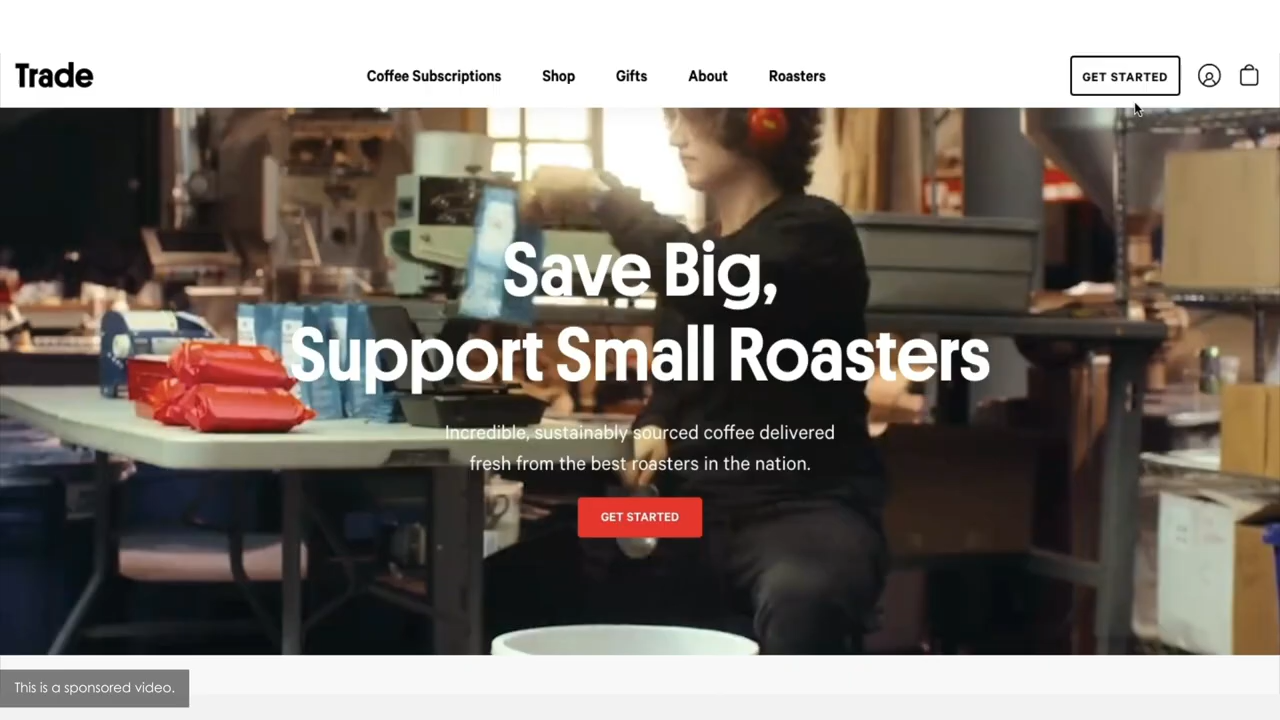 Trade
Coffee Subscriptions
Shop
Gifts
About
Roasters
GET STARTED
Save Big,
Support Small Roasters
Incredible, sustainably sourced coffee delivered
fresh from the best roasters in the nation.
GET STARTED
This is a sponsored video.